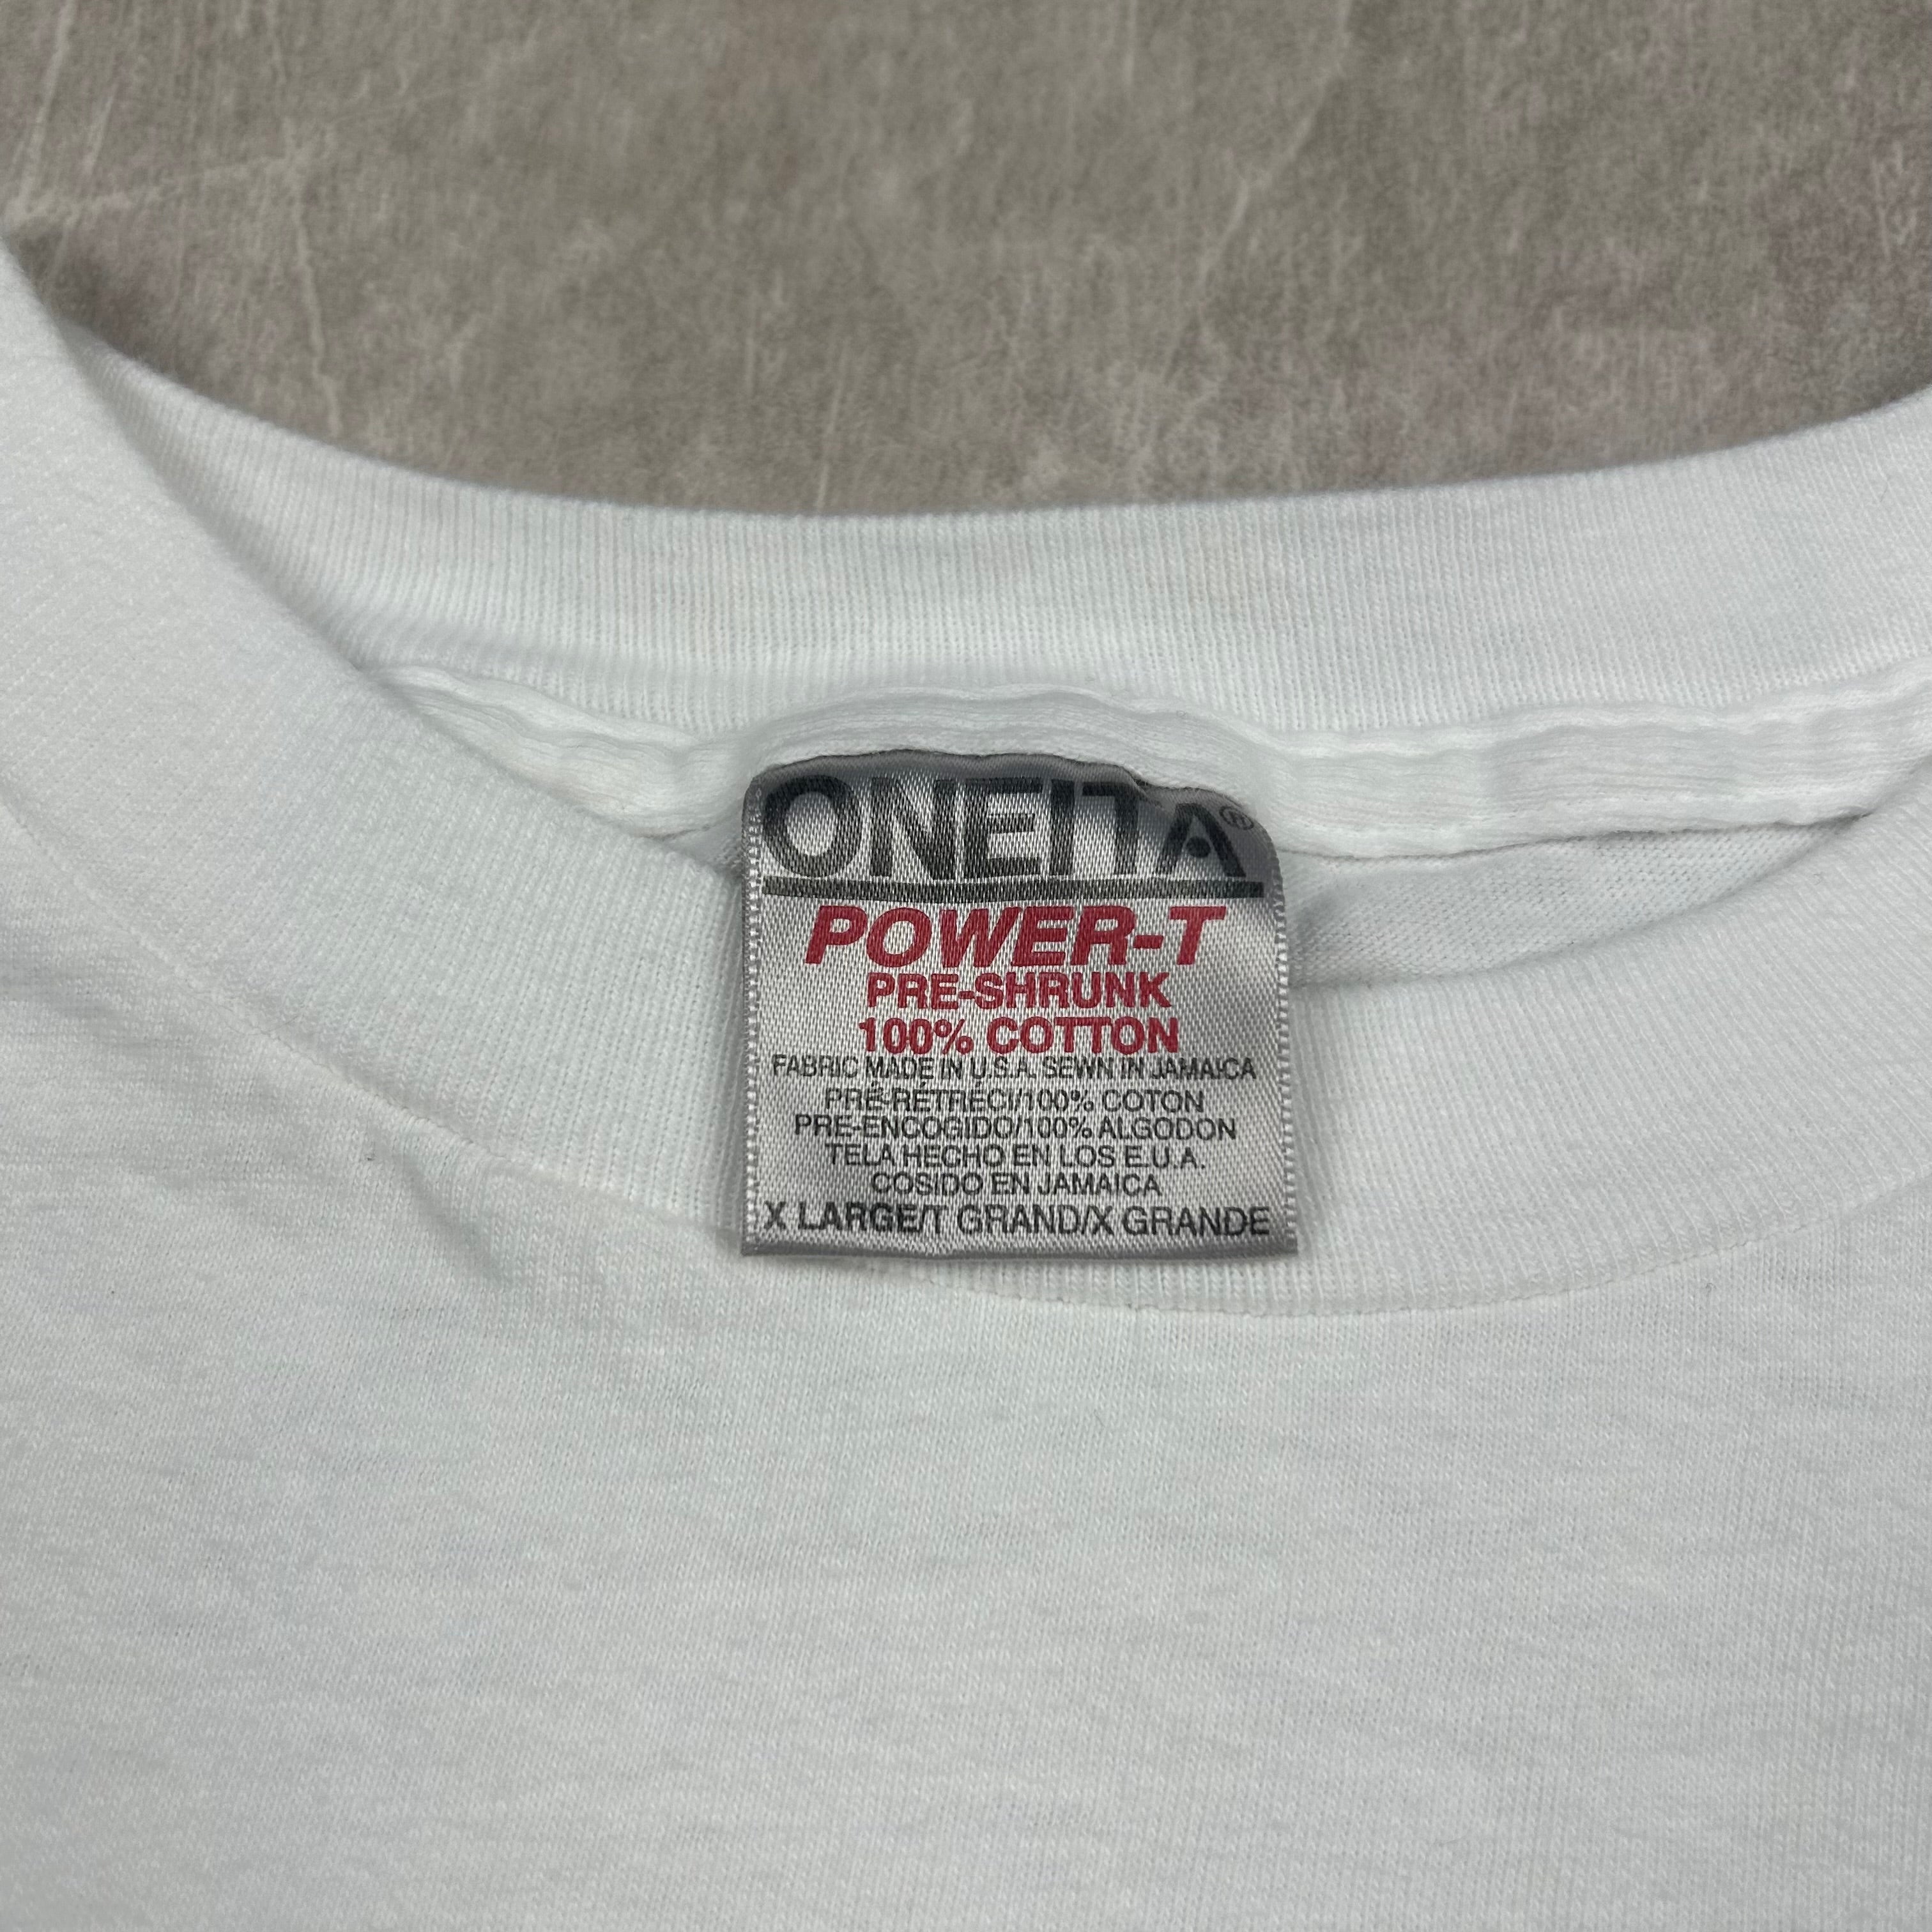 ONEITA®
POWER-T
PRE-SHRUNK
100% COTTON
FABRIC MADE IN U.S.A. SEWN IN JAMAICA
PRÉ-RÉTRÉCI/100% COTON
PRE-ENCOGIDO/100% ALGODON
TELA HECHO EN LOS E.U.A.
COSIDO EN JAMAICA
X LARGE/T GRAND/X GRANDE